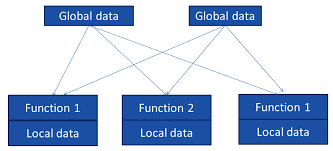 Global data
Global data
Function 1
Function 2
Function 1
Local data
Local data
Local data